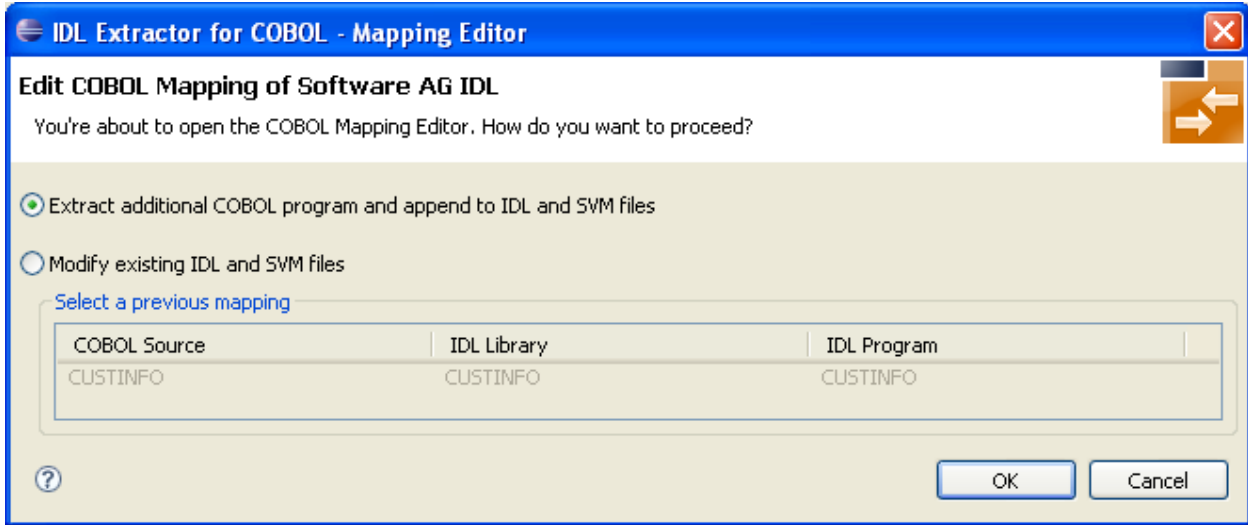 IDL Extractor for COBOL - Mapping Editor
Edit COBOL Mapping of Software AG IDL
You're about to open the COBOL Mapping Editor. How do you want to proceed?
Extract additional COBOL program and append to IDL and SVM files
Modify existing IDL and SVM files
Select a previous mapping
COBOL Source IDL Library IDL Program
CUSTINFO CUSTINFO CUSTINFO
? OK Cancel